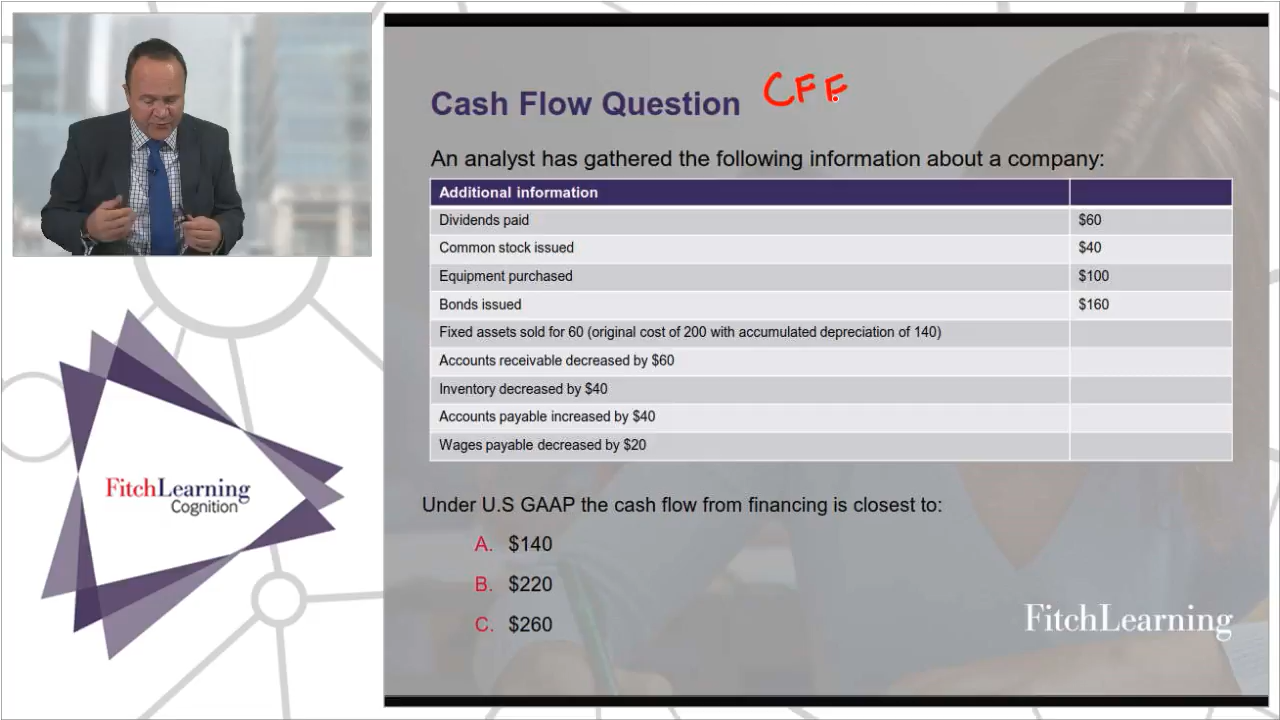 Cash Flow Question CFF
An analyst has gathered the following information about a company:
Additional information
Dividends paid $60
Common stock issued $40
Equipment purchased $100
Bonds issued $160
Fixed assets sold for 60 (original cost of 200 with accumulated depreciation of 140)
Accounts receivable decreased by $60
Inventory decreased by $40
Accounts payable increased by $40
Wages payable decreased by $20
FitchLearning
Cognition
Under U.S GAAP the cash flow from financing is closest to:
A. $140
B. $220
C. $260
FitchLearning